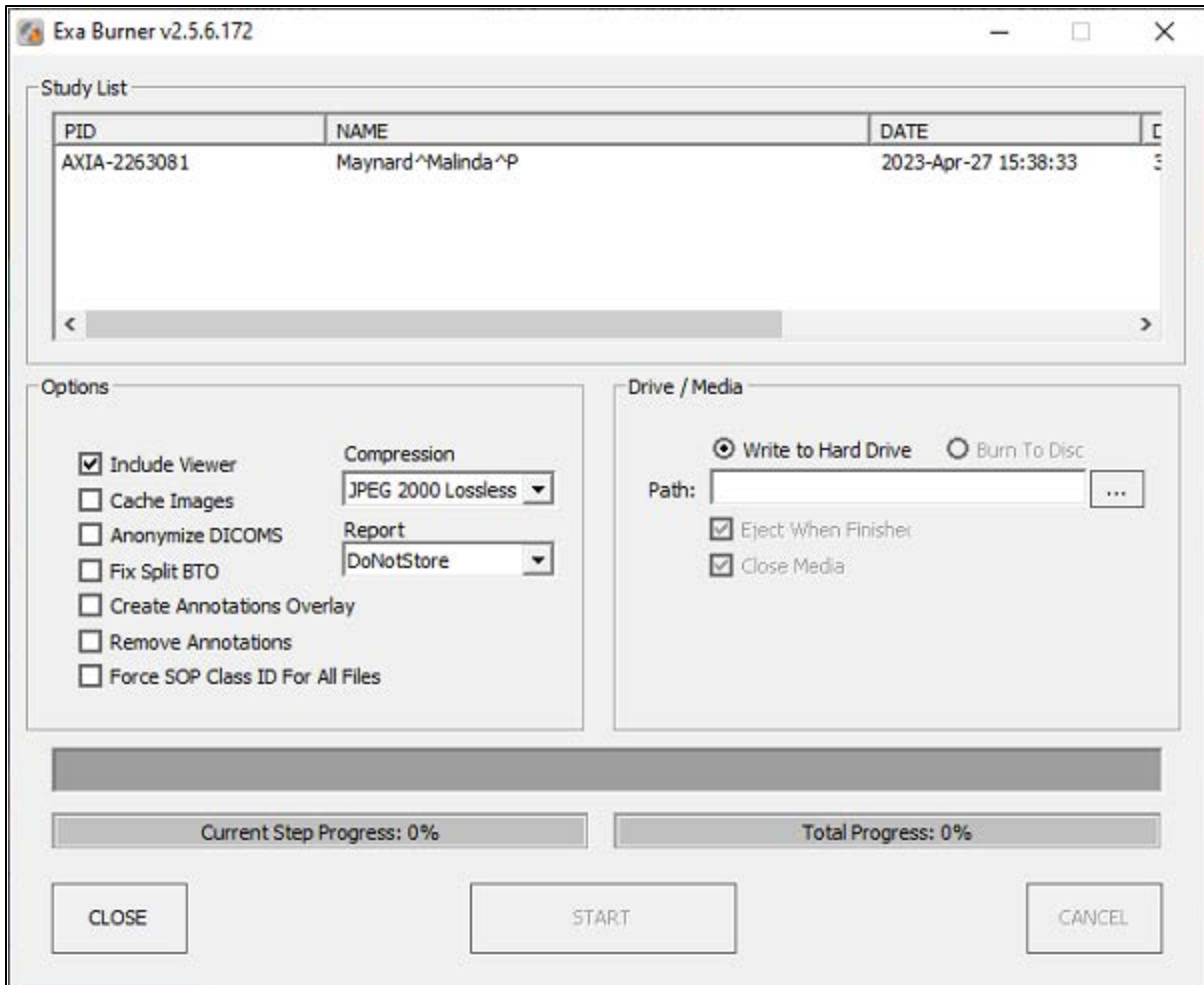 Exa Burner v2.5.6.172
Study List
PID NAME DATE
AXIA-2263081 Maynard^Malinda^P 2023-Apr-27 15:38:33
Options
Include Viewer
Cache Images
Anonymize DICOMS
Fix Split BTO
Create Annotations Overlay
Remove Annotations
Force SOP Class ID For All Files
Compression
JPEG 2000 Lossless
Report
DoNotStore
Drive / Media
Write to Hard Drive Burn To Disc
Path: ...
Eject When Finished
Close Media
Current Step Progress: 0% Total Progress: 0%
CLOSE START CANCEL